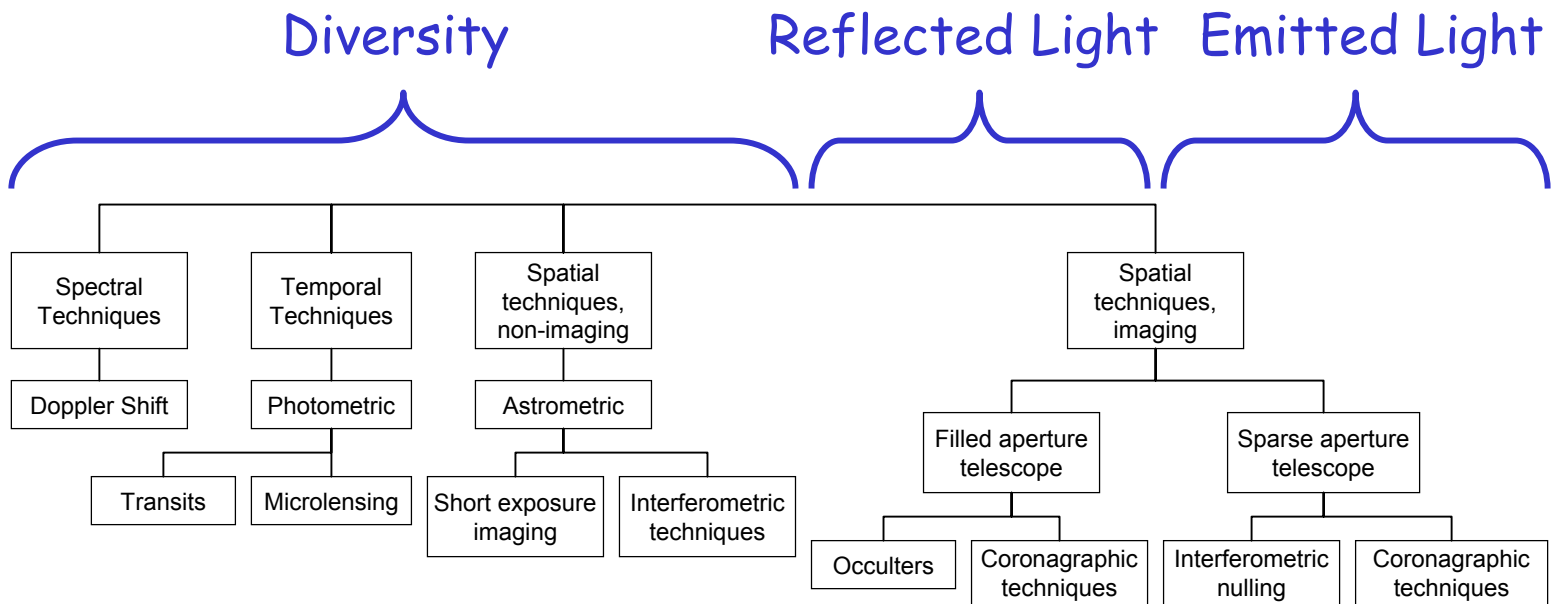 Diversity
Reflected Light
Emitted Light
Spectral
Techniques
Temporal
Techniques
Spatial
techniques,
non-imaging
Spatial
techniques,
imaging
Doppler Shift
Photometric
Astrometric
Filled aperture
telescope
Sparse aperture
telescope
Transits
Microlensing
Short exposure
imaging
Interferometric
techniques
Occulters
Coronagraphic
techniques
Interferometric
nulling
Coronagraphic
techniques